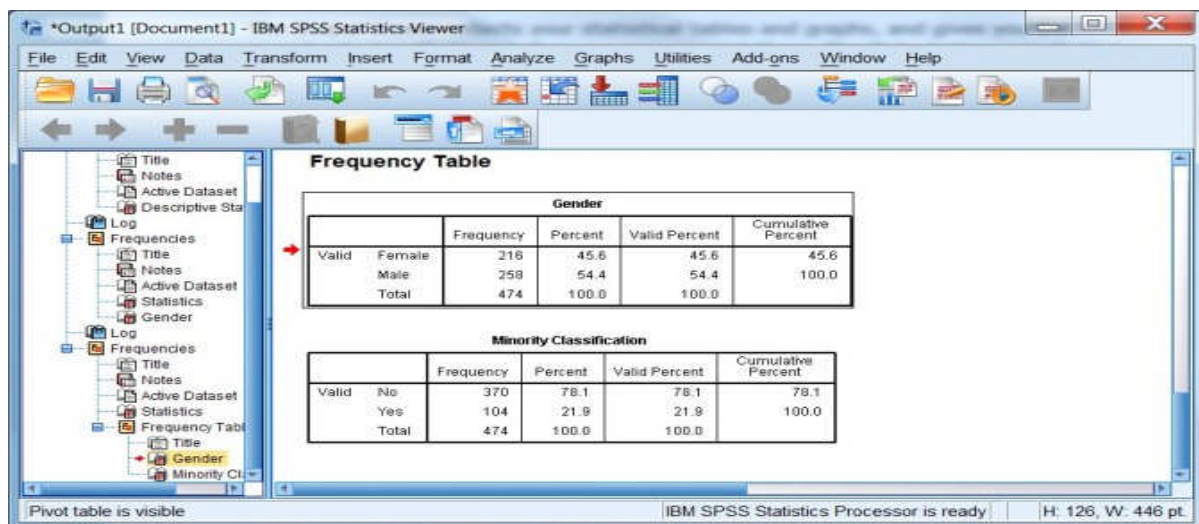 *Output1 [Document1] - IBM SPSS Statistics Viewer
File Edit View Data Transform Insert Format Analyze Graphs Utilities Add-ons Window Help
Title
Notes
Active Dataset
Descriptive Sta
Log
Frequencies
Title
Notes
Active Dataset
Statistics
Gender
Log
Frequencies
Title
Notes
Active Dataset
Statistics
Frequency Tabl
Title
Gender
Minority Cl
Frequency Table
Gender
Frequency Percent Valid Percent Cumulative Percent
Valid Female 216 45.6 45.6 45.6
Male 258 54.4 54.4 100.0
Total 474 100.0 100.0
Minority Classification
Frequency Percent Valid Percent Cumulative Percent
Valid No 370 78.1 78.1 78.1
Yes 104 21.9 21.9 100.0
Total 474 100.0 100.0
Pivot table is visible IBM SPSS Statistics Processor is ready H: 126, W: 446 pt.